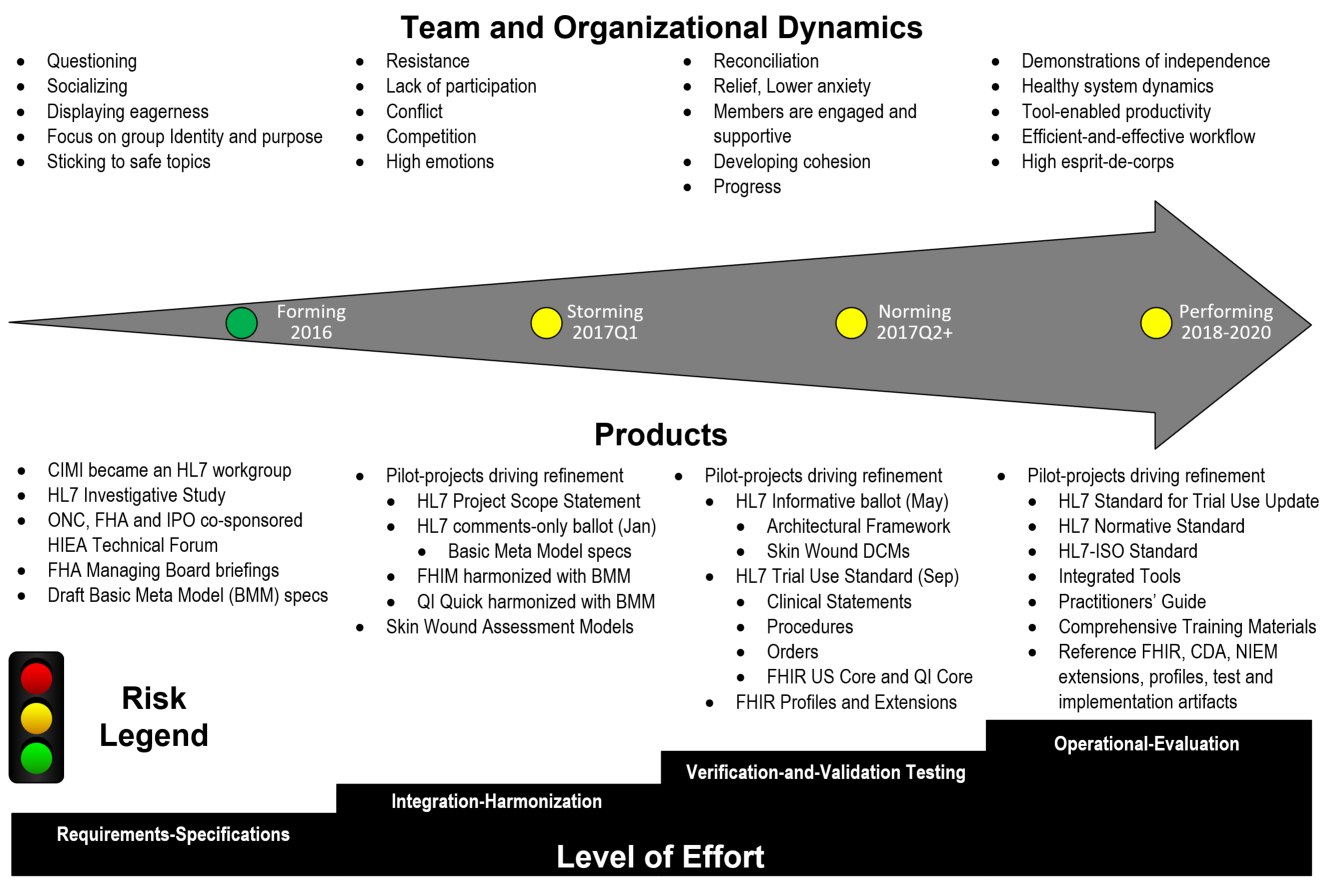 Team and Organizational Dynamics
• Questioning
• Socializing
• Displaying eagerness
• Focus on group Identity and purpose
• Sticking to safe topics
• Resistance
• Lack of participation
• Conflict
• Competition
• High emotions
• Reconciliation
• Relief, Lower anxiety
• Members are engaged and
supportive
• Developing cohesion
• Progress
• Demonstrations of independence
• Healthy system dynamics
• Tool-enabled productivity
• Efficient-and-effective workflow
• High esprit-de-corps
Forming
2016
Storming
2017Q1
Norming
2017Q2+
Performing
2018-2020
Products
• CIMI became an HL7 workgroup
• HL7 Investigative Study
• ONC, FHA and IPO co-sponsored
HIEA Technical Forum
• FHA Managing Board briefings
• Draft Basic Meta Model (BMM) specs
• Pilot-projects driving refinement
• HL7 Project Scope Statement
• HL7 comments-only ballot (Jan)
• Basic Meta Model specs
• FHIM harmonized with BMM
• QI Quick harmonized with BMM
• Skin Wound Assessment Models
• Pilot-projects driving refinement
• HL7 Informative ballot (May)
• Architectural Framework
• Skin Wound DCMs
• HL7 Trial Use Standard (Sep)
• Clinical Statements
• Procedures
• Orders
• FHIR US Core and QI Core
• FHIR Profiles and Extensions
• Pilot-projects driving refinement
• HL7 Standard for Trial Use Update
• HL7 Normative Standard
• HL7-ISO Standard
• Integrated Tools
• Practitioners’ Guide
• Comprehensive Training Materials
• Reference FHIR, CDA, NIEM
extensions, profiles, test and
implementation artifacts
Risk
Legend
Requirements-Specifications
Integration-Harmonization
Verification-and-Validation Testing
Operational-Evaluation
Level of Effort